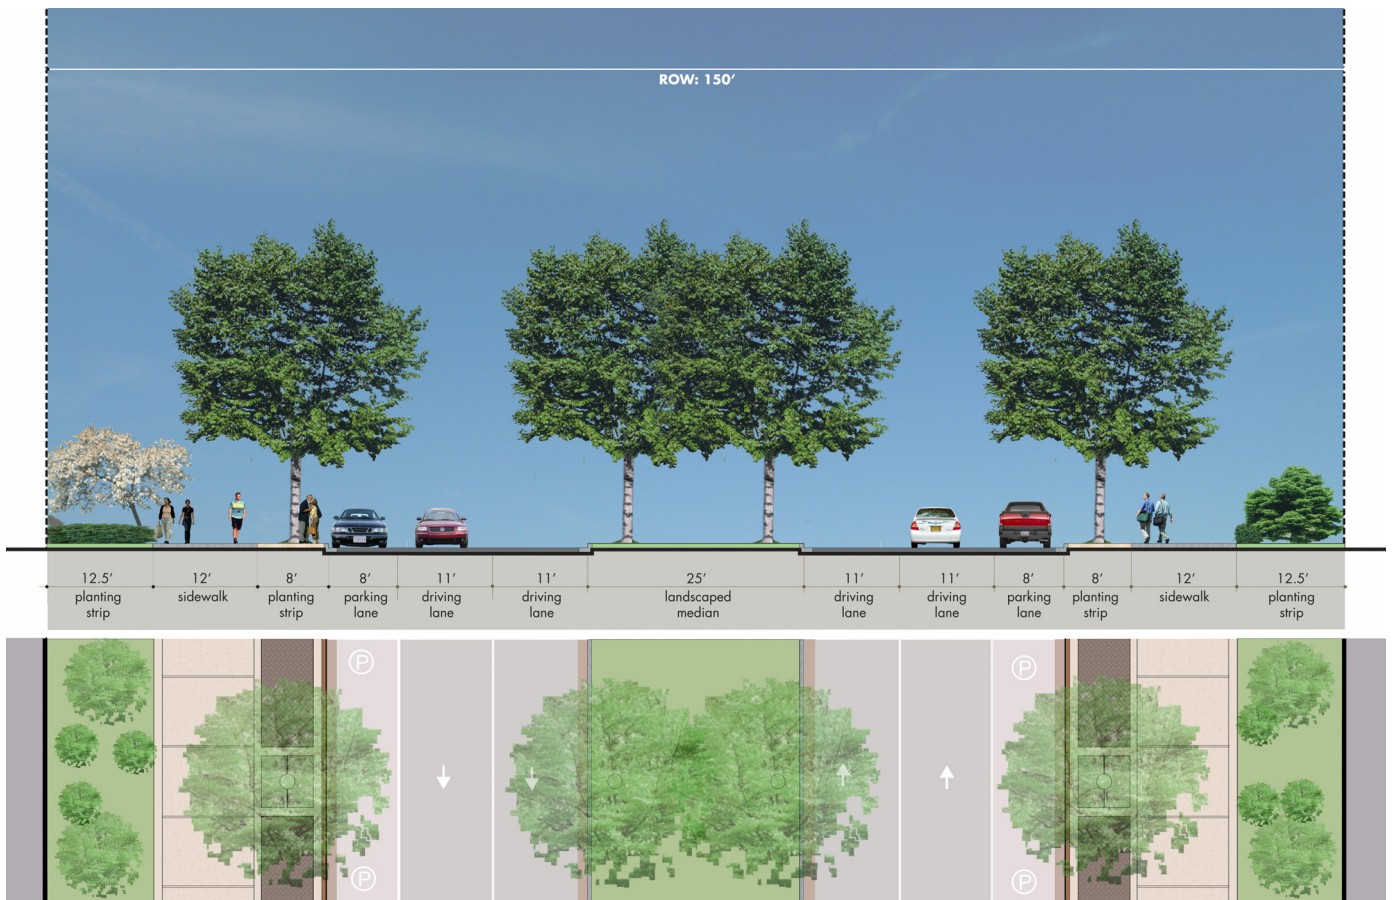 ROW: 150′
12.5′ 12′ 8′ 8′ 11′ 11′ 25′ 11′ 11′ 8′ 8′ 12′ 12.5′
planting sidewalk planting parking driving driving landscaped driving driving parking planting sidewalk planting
strip strip lane lane lane median lane lane lane strip strip
P P
P P